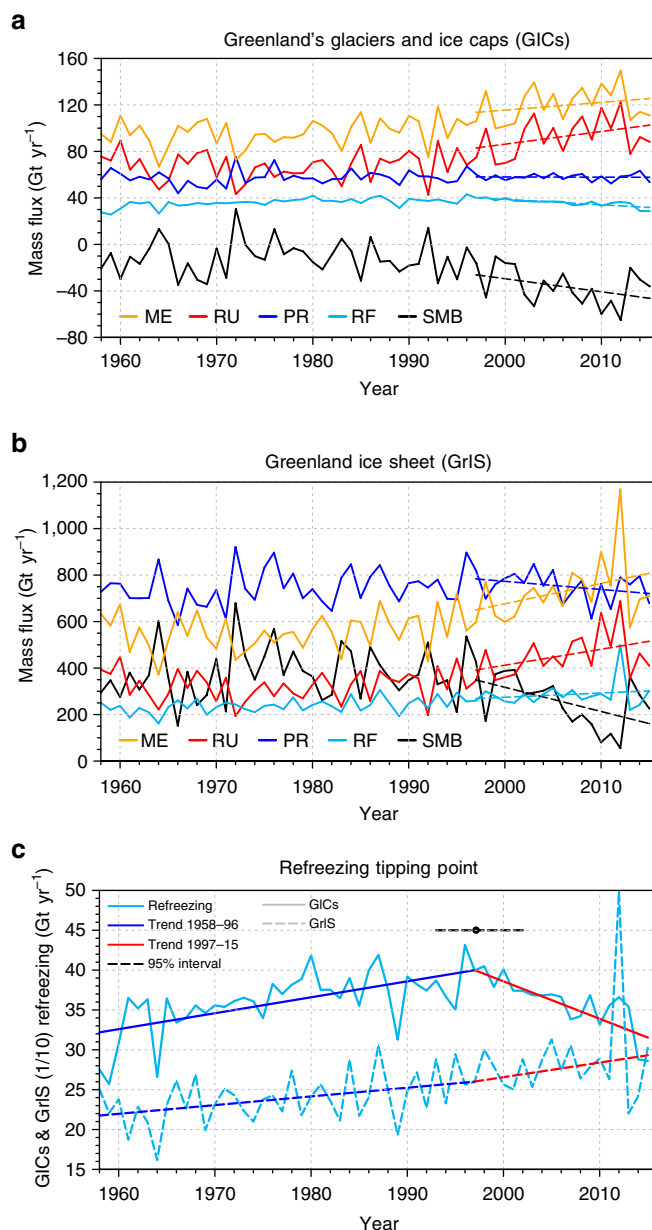 a
Greenland’s glaciers and ice caps (GICs)
160
120
80
40
0
–40
–80
Mass flux (Gt yr⁻¹)
ME RU PR RF SMB
1960 1970 1980 1990 2000 2010
Year
b
Greenland ice sheet (GrIS)
1,200
1,000
800
600
400
200
0
Mass flux (Gt yr⁻¹)
ME RU PR RF SMB
1960 1970 1980 1990 2000 2010
Year
c
Refreezing tipping point
50
45
40
35
30
25
20
15
GICs & GrIS (1/10) refreezing (Gt yr⁻¹)
Refreezing GICs
Trend 1958–96 GrIS
Trend 1997–15
95% interval
1960 1970 1980 1990 2000 2010
Year